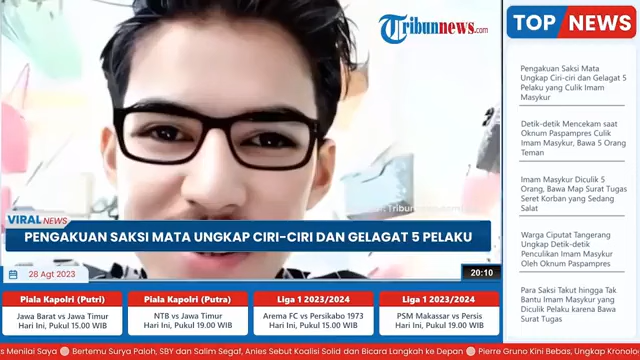 Tribunnews.com
TOP NEWS
Pengakuan Saksi Mata
Ungkap Ciri-ciri dan Gelagat 5
Pelaku yang Culik Imam
Masykur
Detik-detik Mencekam saat
Oknum Paspampres Culik
Imam Masykur, Bawa 5 Orang
Teman
Imam Masykur Diculik 5
Orang, Bawa Map Surat Tugas
Seret Korban yang Sedang
Salat
Warga Ciputat Tangerang
Ungkap Detik-detik
Penculikan Imam Masykur
Oleh Oknum Paspampres
Para Saksi Takut hingga Tak
Bantu Imam Masykur yang
Diculik Pelaku karena Bawa
Surat Tugas
VIRAL NEWS
PENGAKUAN SAKSI MATA UNGKAP CIRI-CIRI DAN GELAGAT 5 PELAKU
28 Agt 2023
20:10
Piala Kapolri (Putri)
Jawa Barat vs Jawa Timur
Hari Ini, Pukul 15.00 WIB
Piala Kapolri (Putra)
NTB vs Jawa Timur
Hari Ini, Pukul 19.00 WIB
Liga 1 2023/2024
Arema FC vs Persikabo 1973
Hari Ini, Pukul 15.00 WIB
Liga 1 2023/2024
PSM Makassar vs Persis
Hari Ini, Pukul 19.00 WIB
s Menilai Saya Bertemu Surya Paloh, SBY dan Salim Segaf, Anies Sebut Koalisi Solid dan Bicara Langkah ke Depan Pierre Gruno Kini Bebas, Ungkap Kronolo